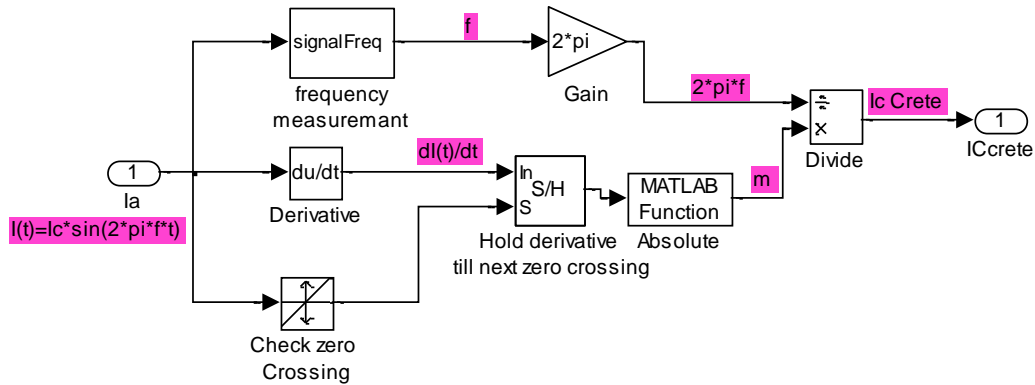 f
signalFreq
2*pi
frequency
measuremant
Gain
2*pi*f
÷
x
Ic Crete
1
ICcrete
Divide
1
Ia
I(t)=Ic*sin(2*pi*f*t)
du/dt
Derivative
dI(t)/dt
In
S/H
S
Hold derivative
till next zero crossing
MATLAB
Function
Absolute
m
Check zero
Crossing